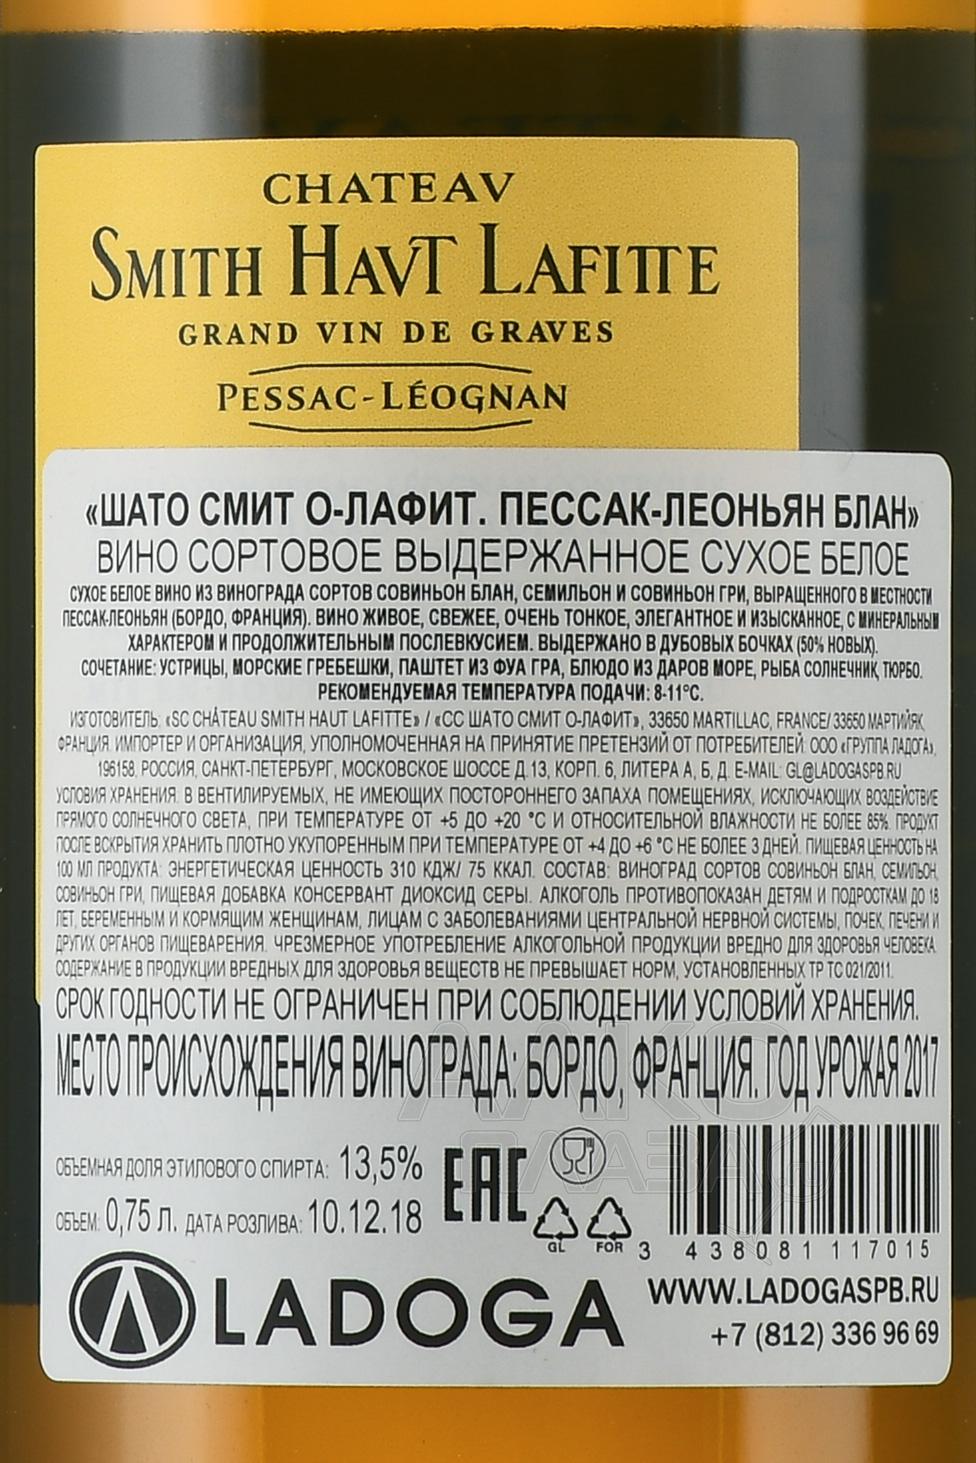 CHATEAV
SMITH HAVT LAFITTE
GRAND VIN DE GRAVES
PESSAC-LÉOGNAN
«ШАТО СМИТ О-ЛАФИТ. ПЕССАК-ЛЕОНЬЯН БЛАН»
ВИНО СОРТОВОЕ ВЫДЕРЖАННОЕ СУХОЕ БЕЛОЕ
СУХОЕ БЕЛОЕ ВИНО ИЗ ВИНОГРАДА СОРТОВ СОВИНЬОН БЛАН, СЕМИЛЬОН И СОВИНЬОН ГРИ, ВЫРАЩЕННОГО В МЕСТНОСТИ
ПЕССАК-ЛЕОНЬЯН (БОРДО, ФРАНЦИЯ). ВИНО ЖИВОЕ, СВЕЖЕЕ, ОЧЕНЬ ТОНКОЕ, ЭЛЕГАНТНОЕ И ИЗЫСКАННОЕ, С МИНЕРАЛЬНЫМ
ХАРАКТЕРОМ И ПРОДОЛЖИТЕЛЬНЫМ ПОСЛЕВКУСИЕМ. ВЫДЕРЖАНО В ДУБОВЫХ БОЧКАХ (50% НОВЫХ).
СОЧЕТАНИЕ: УСТРИЦЫ, МОРСКИЕ ГРЕБЕШКИ, ПАШТЕТ ИЗ ФУА ГРА, БЛЮДО ИЗ ДАРОВ МОРЕ, РЫБА СОЛНЕЧНИК, ТЮРБО.
РЕКОМЕНДУЕМАЯ ТЕМПЕРАТУРА ПОДАЧИ: 8-11°С.
ИЗГОТОВИТЕЛЬ: «SC CHÂTEAU SMITH HAUT LAFITTE» / «СС ШАТО СМИТ О-ЛАФИТ», 33650 MARTILLAC, FRANCE/ 33650 МАРТИЙЯК,
ФРАНЦИЯ. ИМПОРТЕР И ОРГАНИЗАЦИЯ, УПОЛНОМОЧЕННАЯ НА ПРИНЯТИЕ ПРЕТЕНЗИЙ ОТ ПОТРЕБИТЕЛЕЙ: ООО «ГРУППА ЛАДОГА»,
196158, РОССИЯ, САНКТ-ПЕТЕРБУРГ, МОСКОВСКОЕ ШОССЕ Д.13, КОРП. 6, ЛИТЕРА А, Б, Д. E-MAIL: GL@LADOGASPB.RU
УСЛОВИЯ ХРАНЕНИЯ: В ВЕНТИЛИРУЕМЫХ, НЕ ИМЕЮЩИХ ПОСТОРОННЕГО ЗАПАХА ПОМЕЩЕНИЯХ, ИСКЛЮЧАЮЩИХ ВОЗДЕЙСТВИЕ
ПРЯМОГО СОЛНЕЧНОГО СВЕТА, ПРИ ТЕМПЕРАТУРЕ ОТ +5 ДО +20 °С И ОТНОСИТЕЛЬНОЙ ВЛАЖНОСТИ НЕ БОЛЕЕ 85%. ПРОДУКТ
ПОСЛЕ ВСКРЫТИЯ ХРАНИТЬ ПЛОТНО УКУПОРЕННЫМ ПРИ ТЕМПЕРАТУРЕ ОТ +4 ДО +6 °С НЕ БОЛЕЕ 3 ДНЕЙ. ПИЩЕВАЯ ЦЕННОСТЬ НА
100 МЛ ПРОДУКТА: ЭНЕРГЕТИЧЕСКАЯ ЦЕННОСТЬ 310 КДЖ/ 75 ККАЛ. СОСТАВ: ВИНОГРАД СОРТОВ СОВИНЬОН БЛАН, СЕМИЛЬОН,
СОВИНЬОН ГРИ, ПИЩЕВАЯ ДОБАВКА КОНСЕРВАНТ ДИОКСИД СЕРЫ. АЛКОГОЛЬ ПРОТИВОПОКАЗАН ДЕТЯМ И ПОДРОСТКАМ ДО 18
ЛЕТ, БЕРЕМЕННЫМ И КОРМЯЩИМ ЖЕНЩИНАМ, ЛИЦАМ С ЗАБОЛЕВАНИЯМИ ЦЕНТРАЛЬНОЙ НЕРВНОЙ СИСТЕМЫ, ПОЧЕК, ПЕЧЕНИ И
ДРУГИХ ОРГАНОВ ПИЩЕВАРЕНИЯ. ЧРЕЗМЕРНОЕ УПОТРЕБЛЕНИЕ АЛКОГОЛЬНОЙ ПРОДУКЦИИ ВРЕДНО ДЛЯ ЗДОРОВЬЯ ЧЕЛОВЕКА.
СОДЕРЖАНИЕ В ПРОДУКЦИИ ВРЕДНЫХ ДЛЯ ЗДОРОВЬЯ ВЕЩЕСТВ НЕ ПРЕВЫШАЕТ НОРМ, УСТАНОВЛЕННЫХ ТР ТС 021/2011.
СРОК ГОДНОСТИ НЕ ОГРАНИЧЕН ПРИ СОБЛЮДЕНИИ УСЛОВИЙ ХРАНЕНИЯ.
МЕСТО ПРОИСХОЖДЕНИЯ ВИНОГРАДА: БОРДО, ФРАНЦИЯ. ГОД УРОЖАЯ 2017
АЛКО
ПЛАЗА
ОБЪЕМНАЯ ДОЛЯ ЭТИЛОВОГО СПИРТА: 13,5%
ОБЪЕМ: 0,75 Л. ДАТА РОЗЛИВА: 10.12.18
EAC
GL FOR
3 438081 117015
LADOGA
WWW.LADOGASPB.RU
+7 (812) 336 96 69